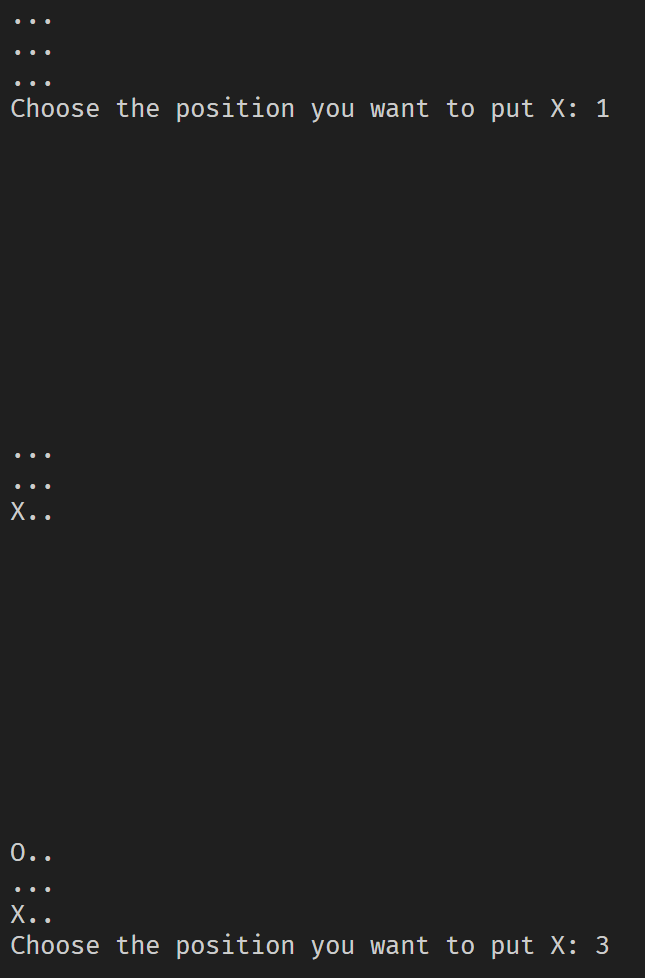 ...
...
...
Choose the position you want to put X: 1
...
...
X..
O..
...
X..
Choose the position you want to put X: 3